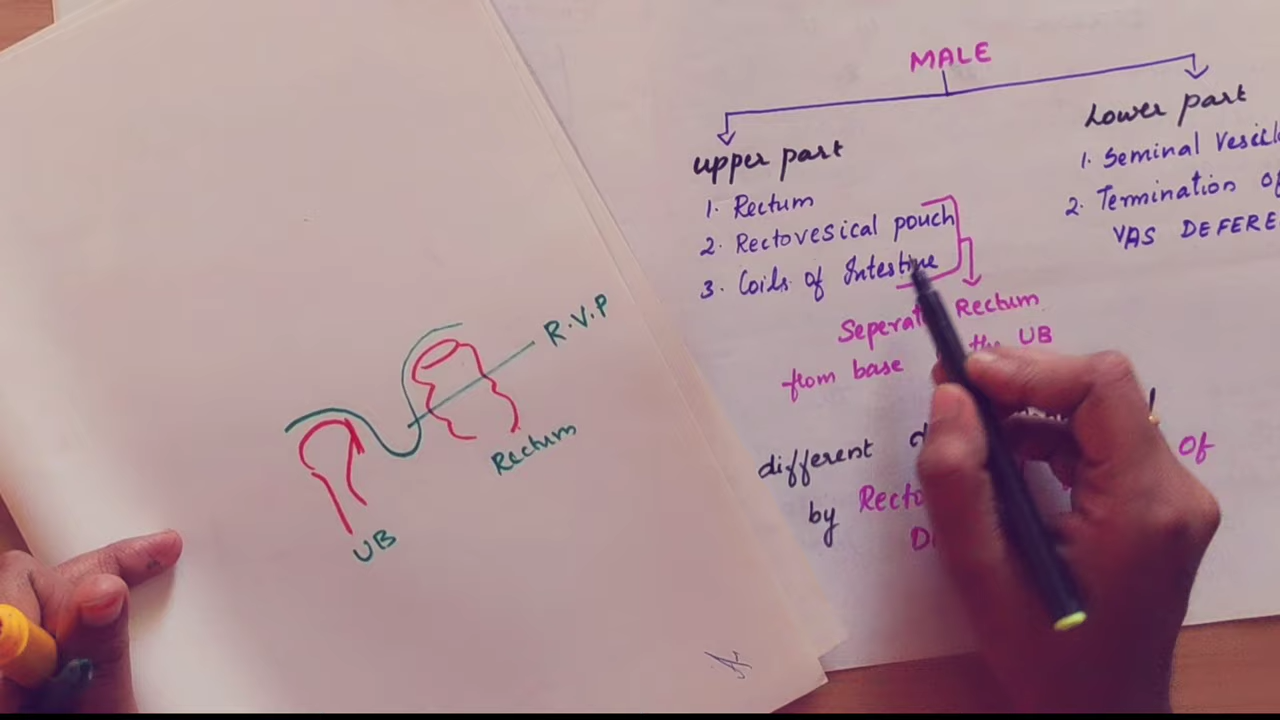 MALE
upper part
1. Rectum
2. Rectovesical pouch
3. Coils of Intestine
Seperat Rectum
from base the UB
different
by Recto Of
Lower part
1. Seminal Vesicl
2. Termination Of
VAS DEFERE
R.V.P
Rectum
UB